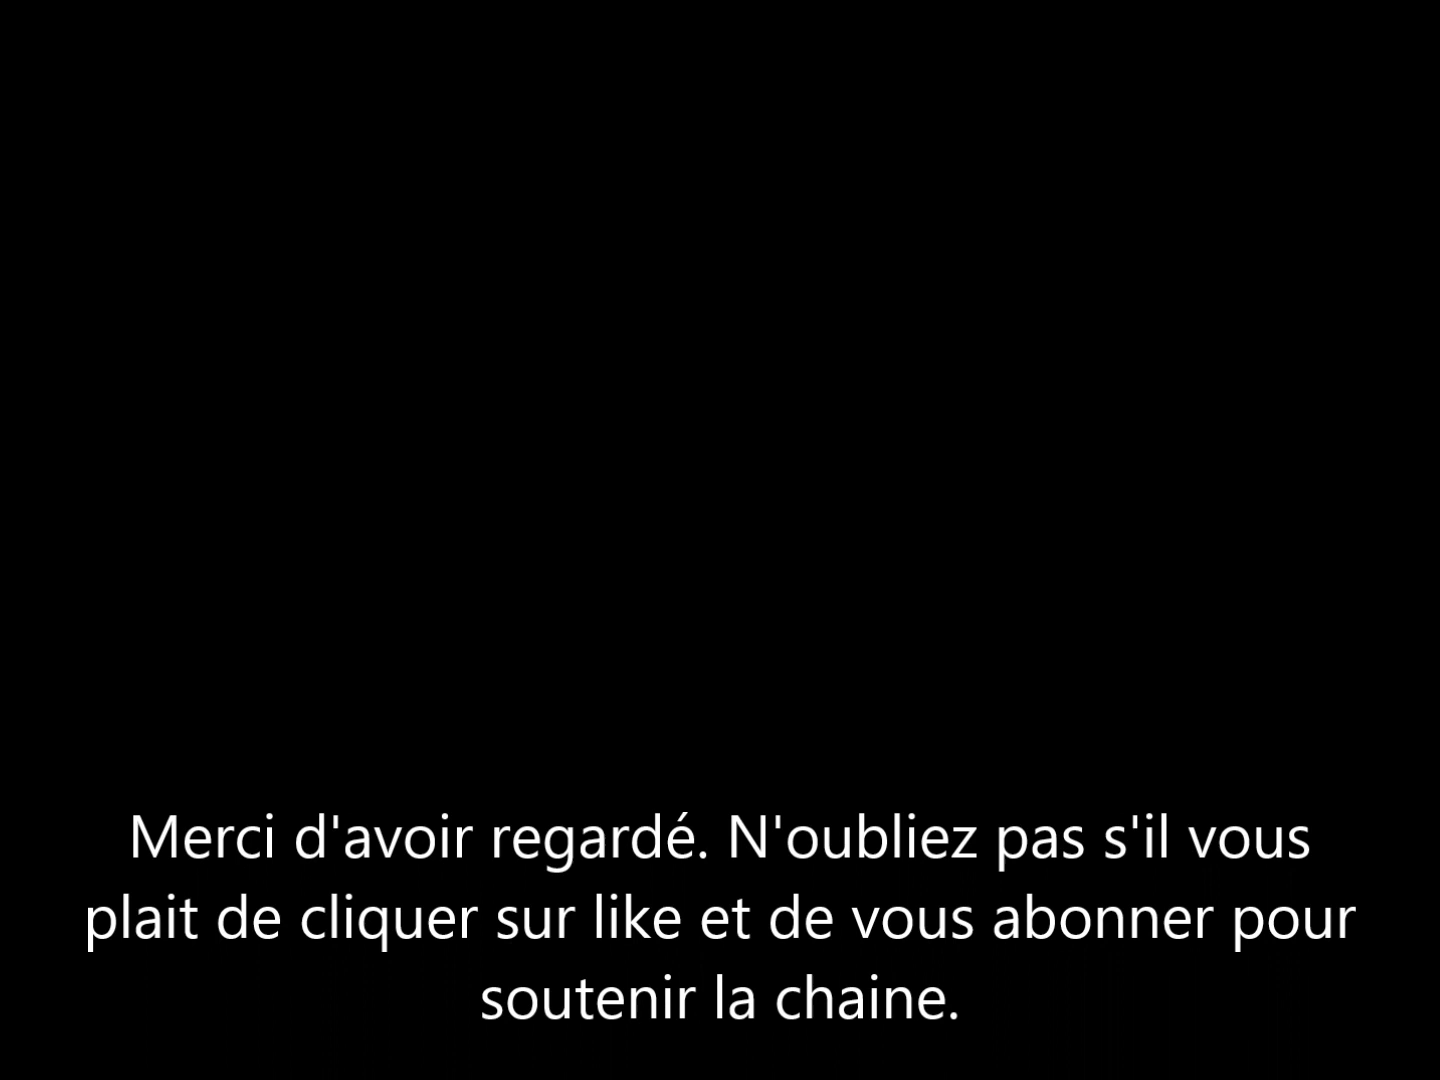 Merci d'avoir regardé. N'oubliez pas s'il vous
plait de cliquer sur like et de vous abonner pour
soutenir la chaine.